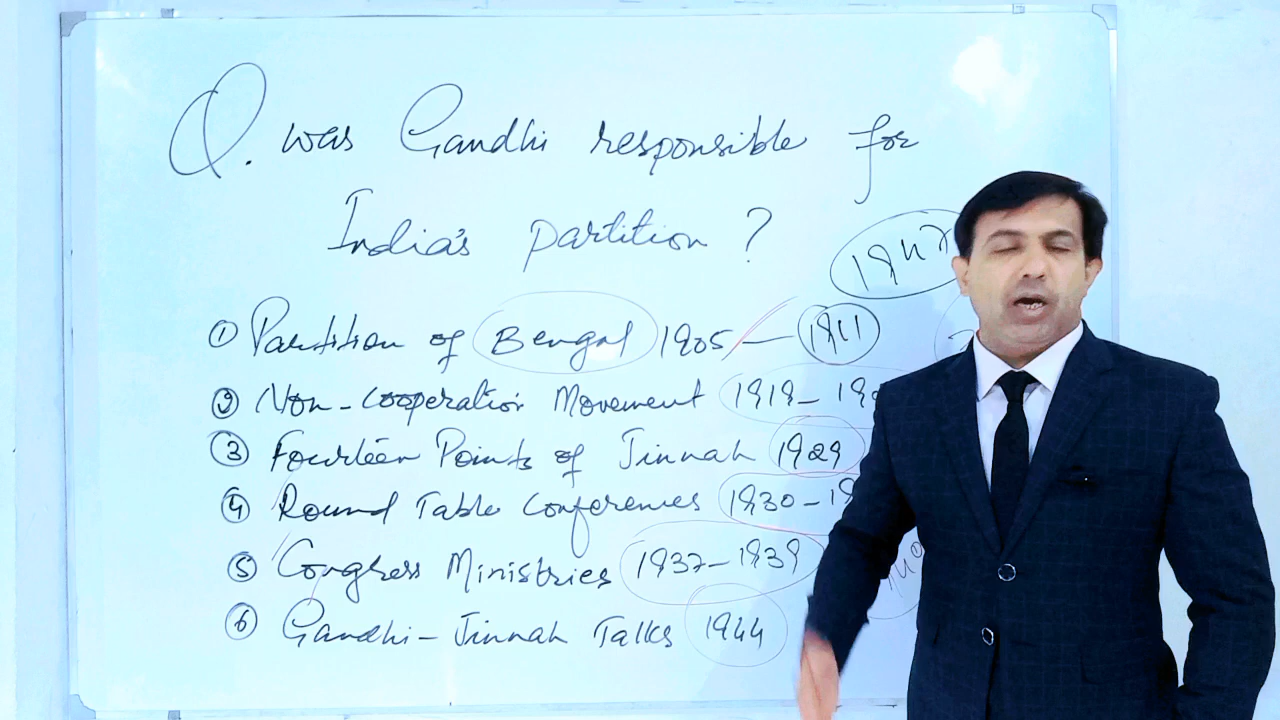 Q. was Gandhi responsible for
India's partition ?
1947
① Partition of Bengal 1905 — 1911
② Non-cooperation Movement 1919-
③ Fourteen Points of Jinnah 1929
④ Round Table Conferences 1930-
⑤ Congress Ministries 1937-1939
⑥ Gandhi-Jinnah Talks 1944